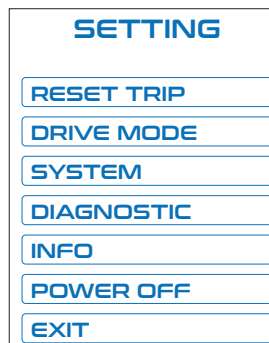 SETTING
RESET TRIP
DRIVE MODE
SYSTEM
DIAGNOSTIC
INFO
POWER OFF
EXIT